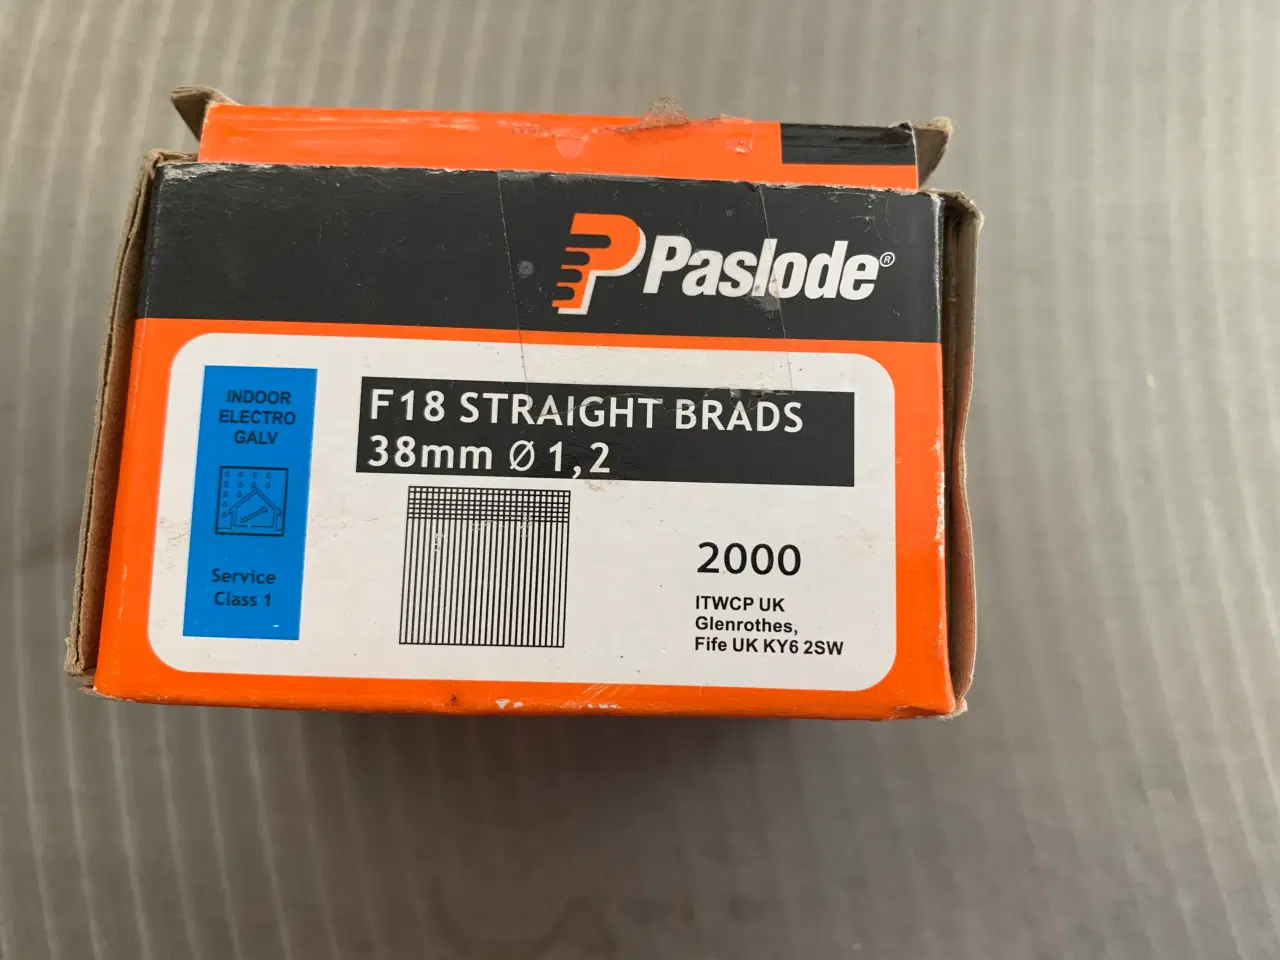 Paslode®
INDOOR
ELECTRO
GALV
Service
Class 1
F18 STRAIGHT BRADS
38mm Ø 1,2
2000
ITWCP UK
Glenrothes,
Fife UK KY6 2SW